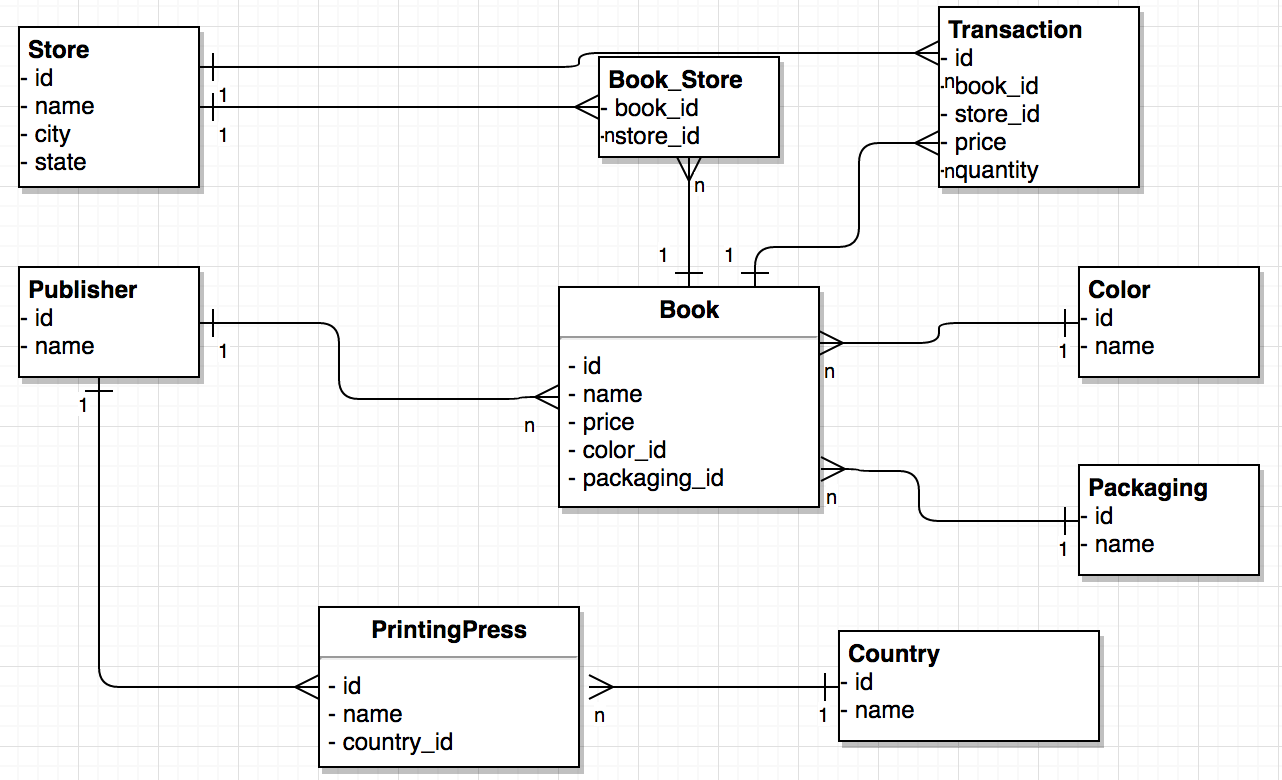 Store
- id
- name
- city
- state
1
1
Book_Store
- book_id
-nstore_id
n
Transaction
- id
-nbook_id
- store_id
- price
-nquantity
Publisher
- id
- name
1
1
1
1
Book
- id
- name
- price
- color_id
- packaging_id
n
n
n
Color
- id
- name
1
Packaging
- id
- name
1
PrintingPress
- id
- name
- country_id
n
Country
- id
- name
1